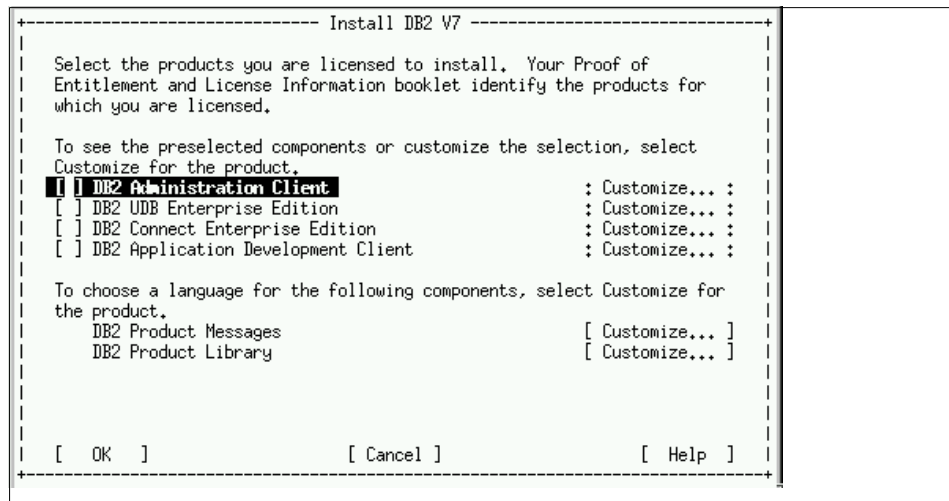 Install DB2 V7
Select the products you are licensed to install. Your Proof of
Entitlement and License Information booklet identify the products for
which you are licensed.
To see the preselected components or customize the selection, select
Customize for the product.
[ ] DB2 Administration Client : Customize... :
[ ] DB2 UDB Enterprise Edition : Customize... :
[ ] DB2 Connect Enterprise Edition : Customize... :
[ ] DB2 Application Development Client : Customize... :
To choose a language for the following components, select Customize for
the product.
DB2 Product Messages [ Customize... ]
DB2 Product Library [ Customize... ]
[ OK ] [ Cancel ] [ Help ]